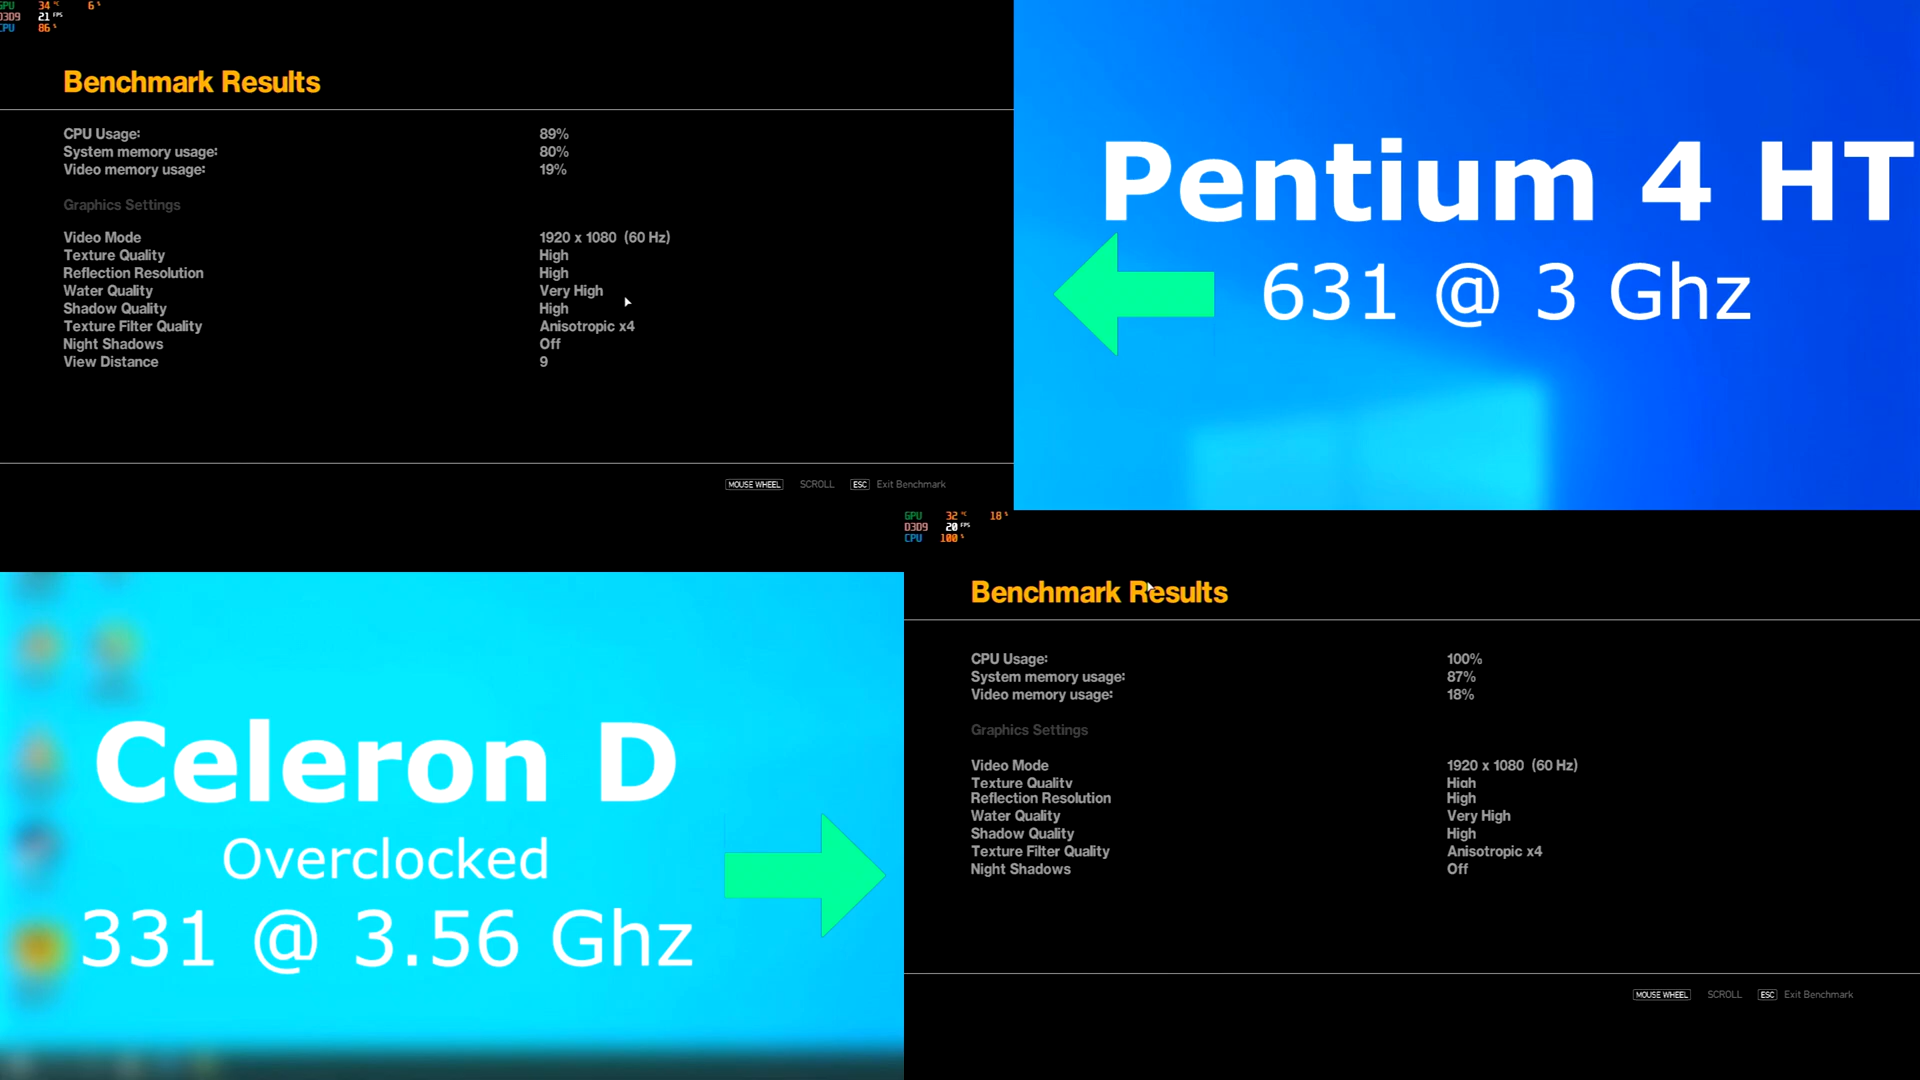 GPU 34 °C 6 %
D3D9 21 FPS
CPU 86 %
Benchmark Results
CPU Usage: 89%
System memory usage: 80%
Video memory usage: 19%
Graphics Settings
Video Mode 1920 x 1080 (60 Hz)
Texture Quality High
Reflection Resolution High
Water Quality Very High
Shadow Quality High
Texture Filter Quality Anisotropic x4
Night Shadows Off
View Distance 9
MOUSE WHEEL SCROLL ESC Exit Benchmark
Pentium 4 HT
631 @ 3 Ghz
Celeron D
Overclocked
331 @ 3.56 Ghz
GPU 32 °C 18 %
D3D9 20 FPS
CPU 100 %
Benchmark Results
CPU Usage: 100%
System memory usage: 87%
Video memory usage: 18%
Graphics Settings
Video Mode 1920 x 1080 (60 Hz)
Texture Quality High
Reflection Resolution High
Water Quality Very High
Shadow Quality High
Texture Filter Quality Anisotropic x4
Night Shadows Off
MOUSE WHEEL SCROLL ESC Exit Benchmark